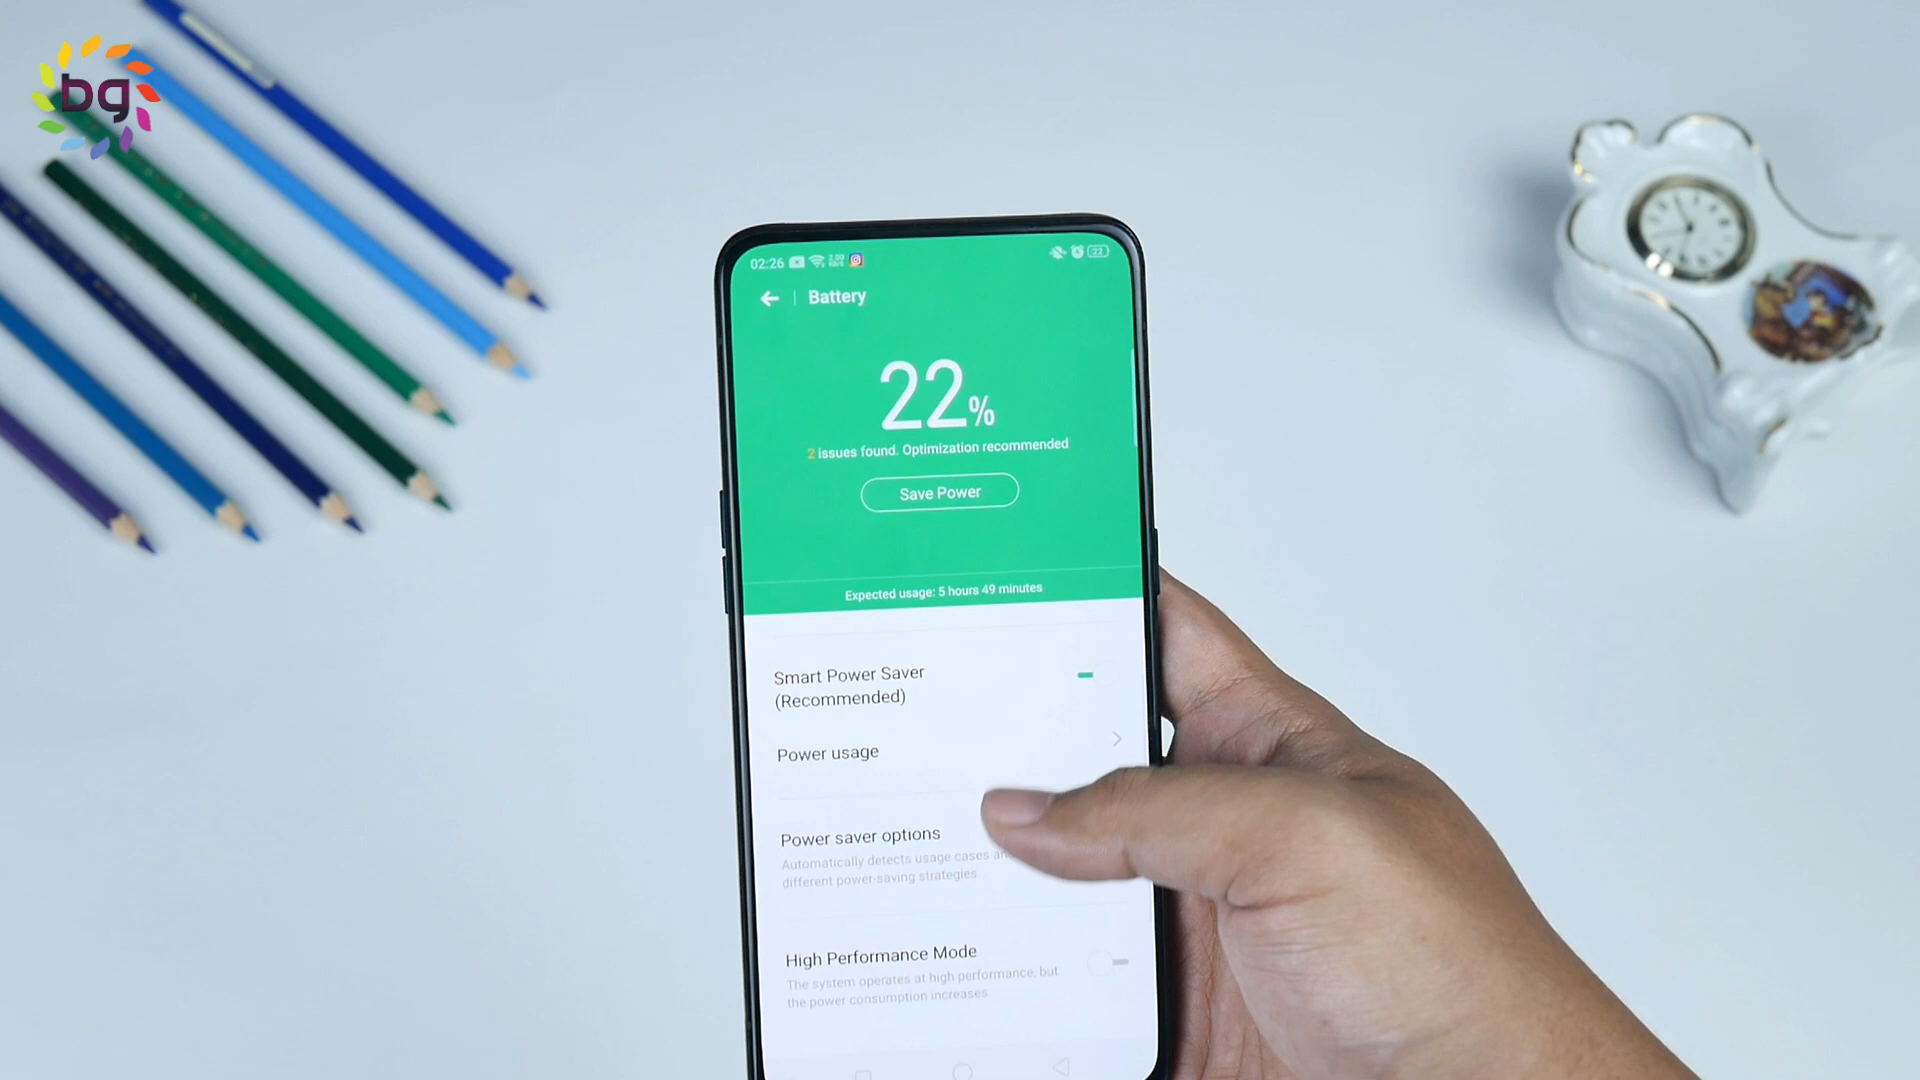 bg
02:26
22
Battery
22%
2 issues found. Optimization recommended
Save Power
Expected usage: 5 hours 49 minutes
Smart Power Saver
(Recommended)
Power usage
Power saver options
Automatically detects usage cases
different power-saving strategies.
High Performance Mode
The system operates at high performance, but
the power consumption increases.